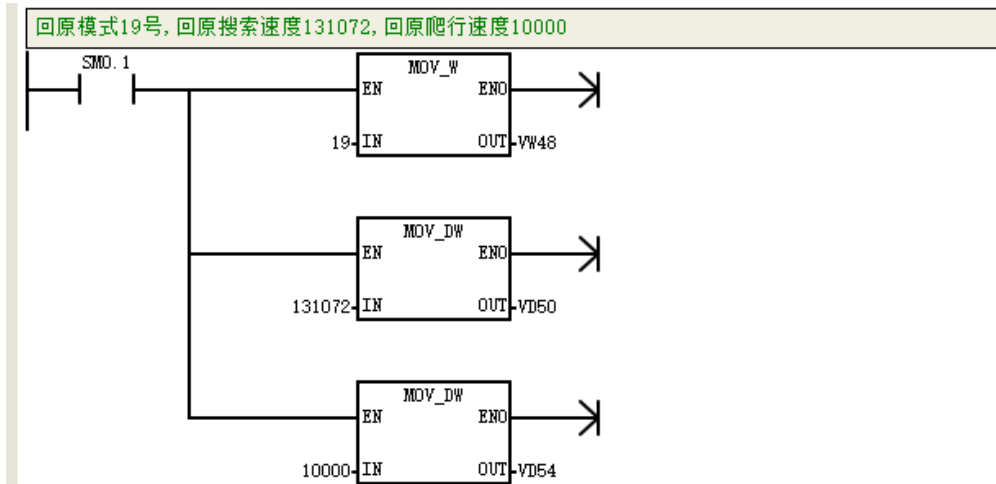 回原模式19号,回原搜索速度131072,回原爬行速度10000
SM0.1
MOV_W
EN ENO
19 IN OUT VW48
MOV_DW
EN ENO
131072 IN OUT VD50
MOV_DW
EN ENO
10000 IN OUT VD54